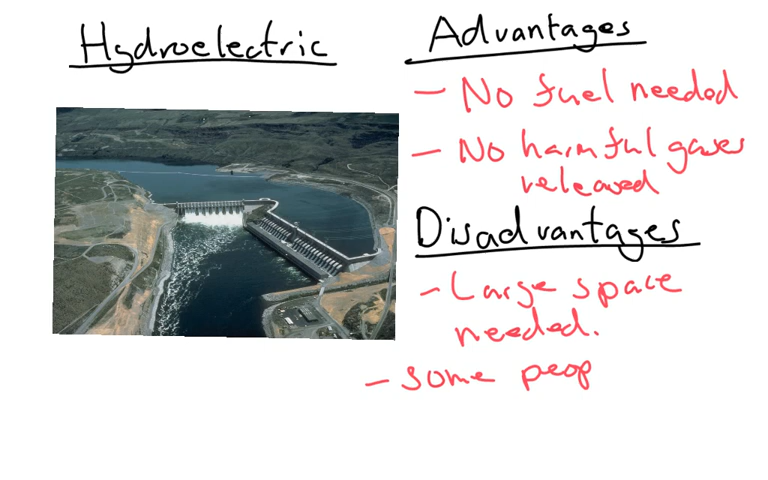 Hydroelectric
Advantages
- No fuel needed
- No harmful gases
released
Disadvantages
- Large space
needed.
- Some peop